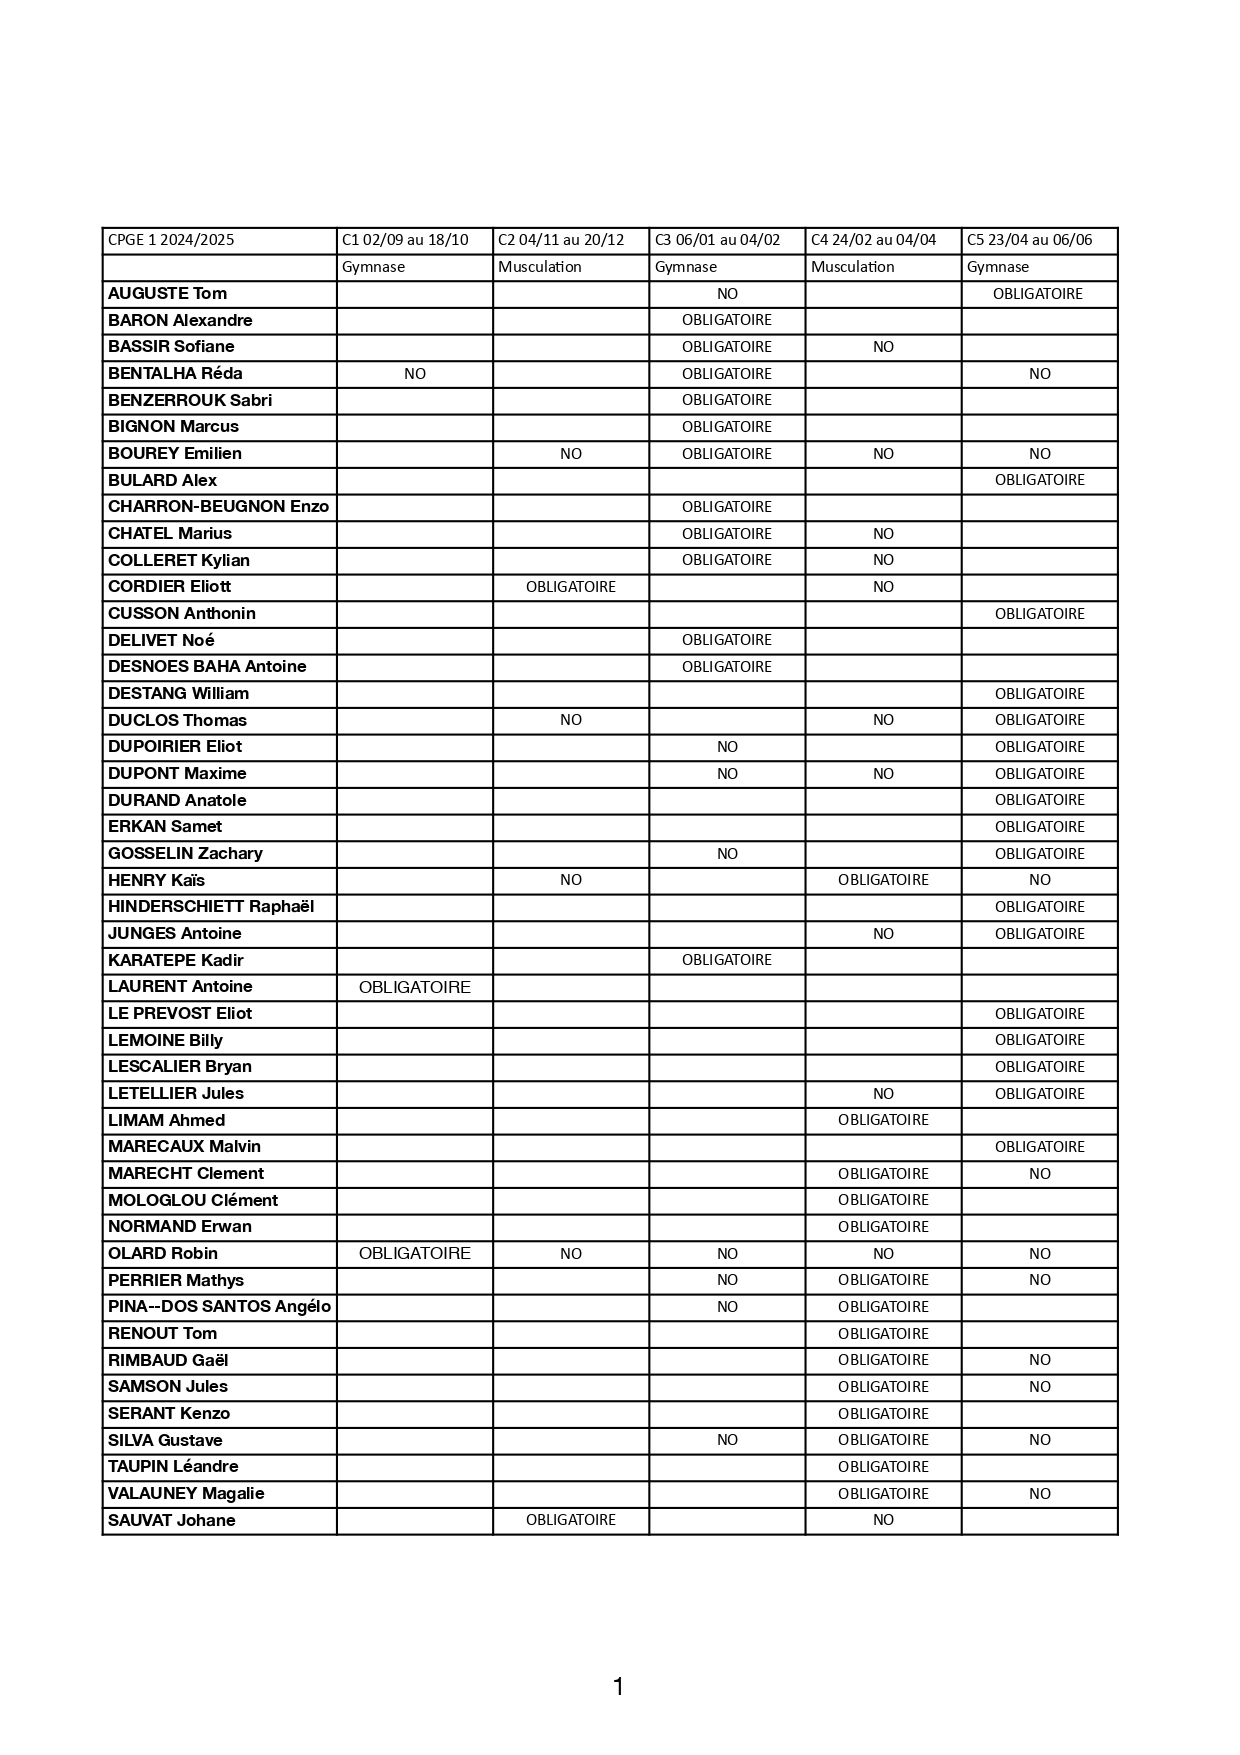 CPGE 1 2024/2025 C1 02/09 au 18/10 C2 04/11 au 20/12 C3 06/01 au 04/02 C4 24/02 au 04/04 C5 23/04 au 06/06
Gymnase Musculation Gymnase Musculation Gymnase
AUGUSTE Tom NO OBLIGATOIRE
BARON Alexandre OBLIGATOIRE
BASSIR Sofiane OBLIGATOIRE NO
BENTALHA Réda NO OBLIGATOIRE NO
BENZERROUK Sabri OBLIGATOIRE
BIGNON Marcus OBLIGATOIRE
BOUREY Emilien NO OBLIGATOIRE NO NO
BULARD Alex OBLIGATOIRE
CHARRON-BEUGNON Enzo OBLIGATOIRE
CHATEL Marius OBLIGATOIRE NO
COLLERET Kylian OBLIGATOIRE NO
CORDIER Eliott OBLIGATOIRE NO
CUSSON Anthonin OBLIGATOIRE
DELIVET Noé OBLIGATOIRE
DESNOES BAHA Antoine OBLIGATOIRE
DESTANG William OBLIGATOIRE
DUCLOS Thomas NO NO OBLIGATOIRE
DUPOIRIER Eliot NO OBLIGATOIRE
DUPONT Maxime NO NO OBLIGATOIRE
DURAND Anatole OBLIGATOIRE
ERKAN Samet OBLIGATOIRE
GOSSELIN Zachary NO OBLIGATOIRE
HENRY Kaïs NO OBLIGATOIRE NO
HINDERSCHIETT Raphaël OBLIGATOIRE
JUNGES Antoine NO OBLIGATOIRE
KARATEPE Kadir OBLIGATOIRE
LAURENT Antoine OBLIGATOIRE
LE PREVOST Eliot OBLIGATOIRE
LEMOINE Billy OBLIGATOIRE
LESCALIER Bryan OBLIGATOIRE
LETELLIER Jules NO OBLIGATOIRE
LIMAM Ahmed OBLIGATOIRE
MARECAUX Malvin OBLIGATOIRE
MARECHT Clement OBLIGATOIRE NO
MOLOGLOU Clément OBLIGATOIRE
NORMAND Erwan OBLIGATOIRE
OLARD Robin OBLIGATOIRE NO NO NO NO
PERRIER Mathys NO OBLIGATOIRE NO
PINA--DOS SANTOS Angélo NO OBLIGATOIRE
RENOUT Tom OBLIGATOIRE
RIMBAUD Gaël OBLIGATOIRE NO
SAMSON Jules OBLIGATOIRE NO
SERANT Kenzo OBLIGATOIRE
SILVA Gustave NO OBLIGATOIRE NO
TAUPIN Léandre OBLIGATOIRE
VALAUNEY Magalie OBLIGATOIRE NO
SAUVAT Johane OBLIGATOIRE NO
1